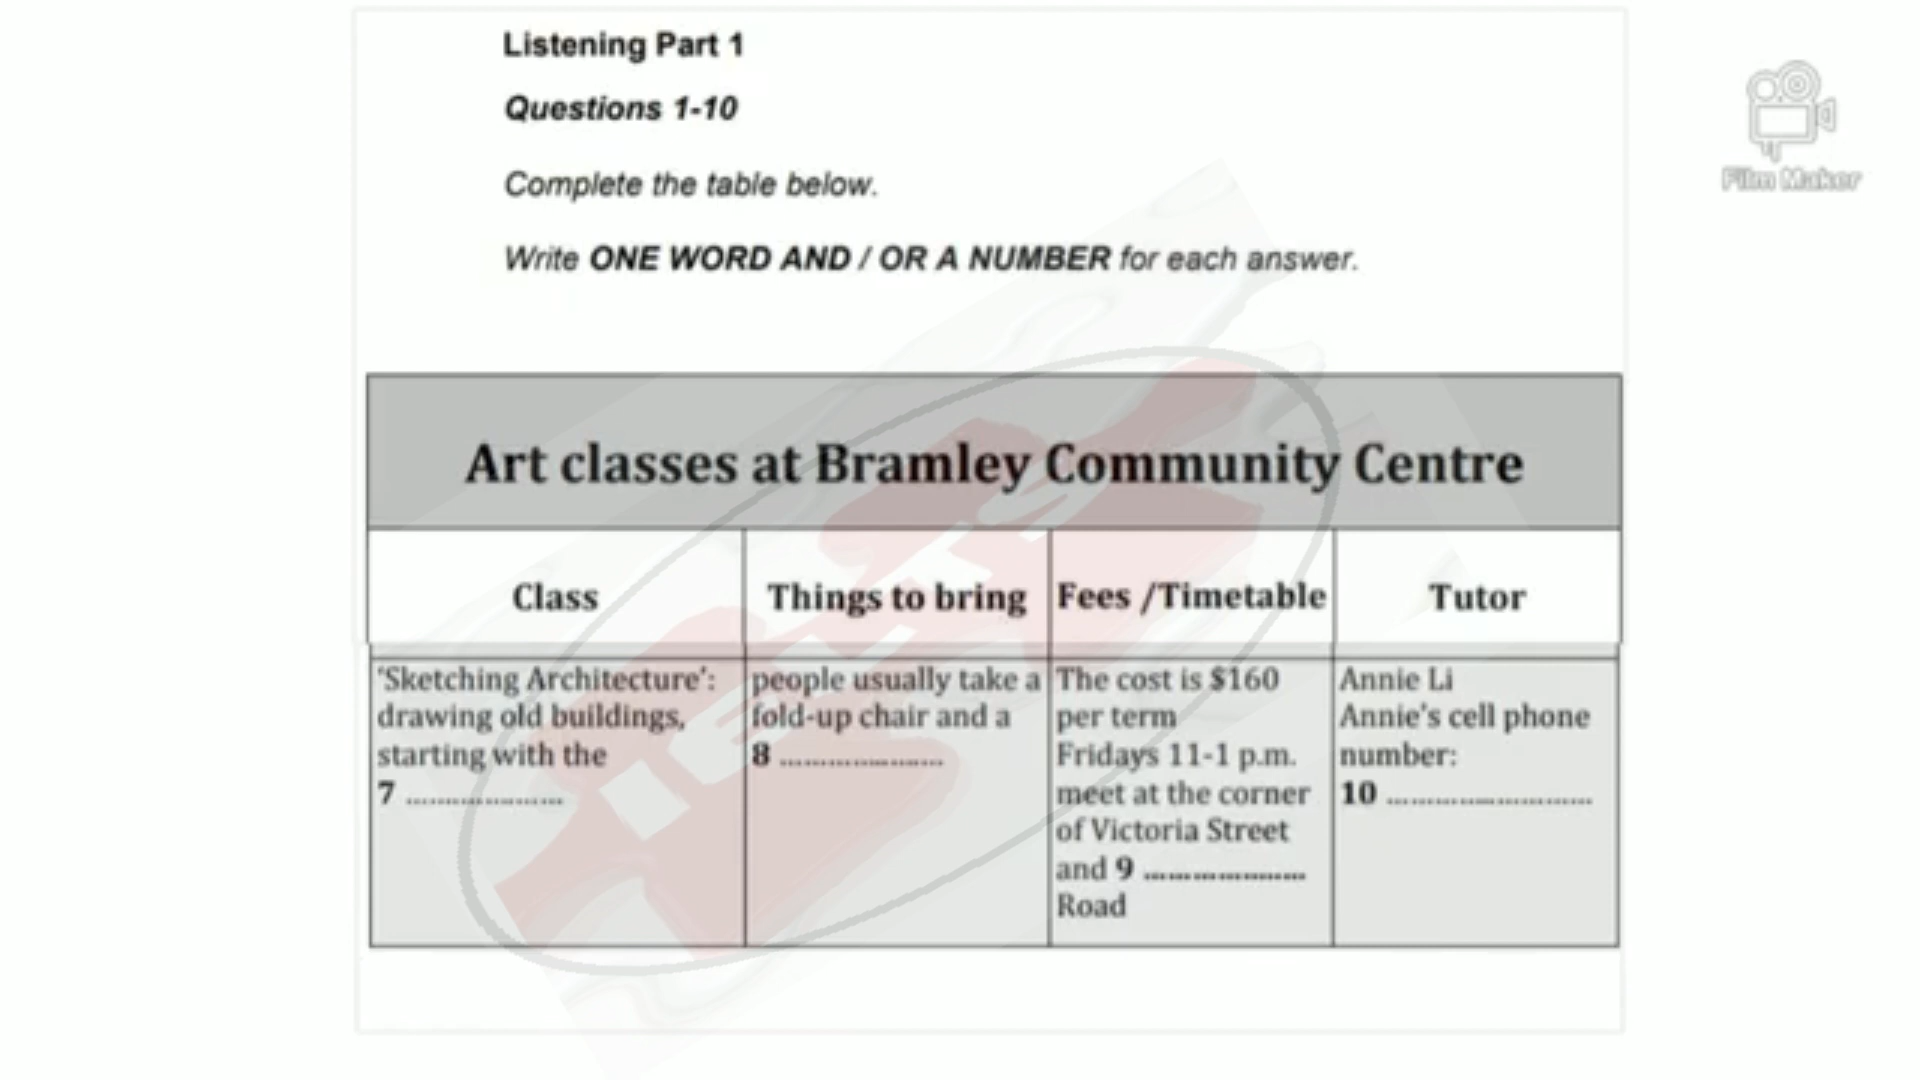 Listening Part 1
Questions 1-10
Complete the table below.
Write ONE WORD AND / OR A NUMBER for each answer.
Film Maker
Art classes at Bramley Community Centre
Class
Things to bring
Fees /Timetable
Tutor
'Sketching Architecture':
drawing old buildings,
starting with the
7 ....................
people usually take a
fold-up chair and a
8 ....................
The cost is $160
per term
Fridays 11-1 p.m.
meet at the corner
of Victoria Street
and 9 ....................
Road
Annie Li
Annie's cell phone
number:
10 ..........................
IELTS